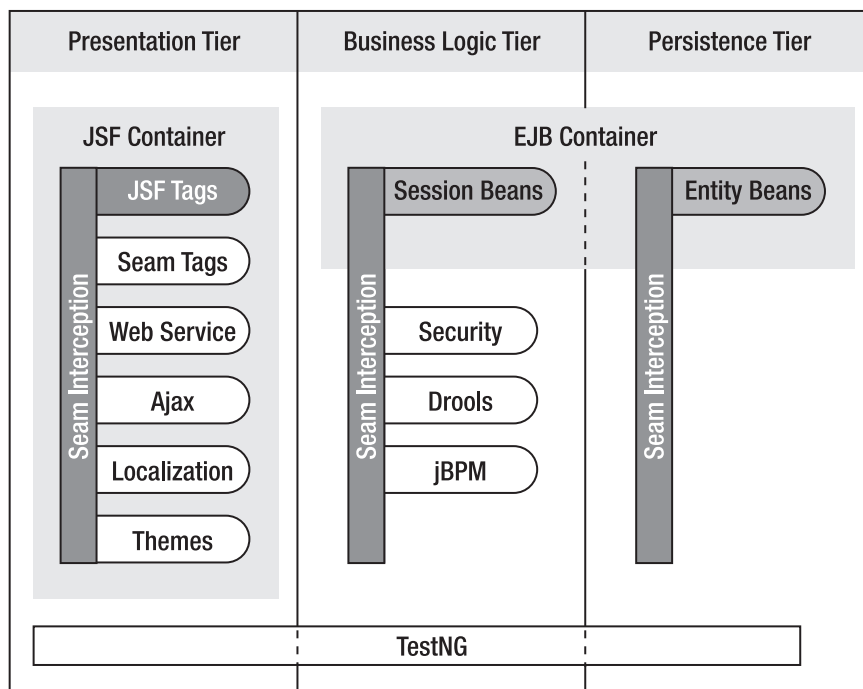 Presentation Tier
Business Logic Tier
Persistence Tier
JSF Container
EJB Container
Seam Interception
JSF Tags
Seam Tags
Web Service
Ajax
Localization
Themes
Seam Interception
Session Beans
Security
Drools
jBPM
Seam Interception
Entity Beans
TestNG